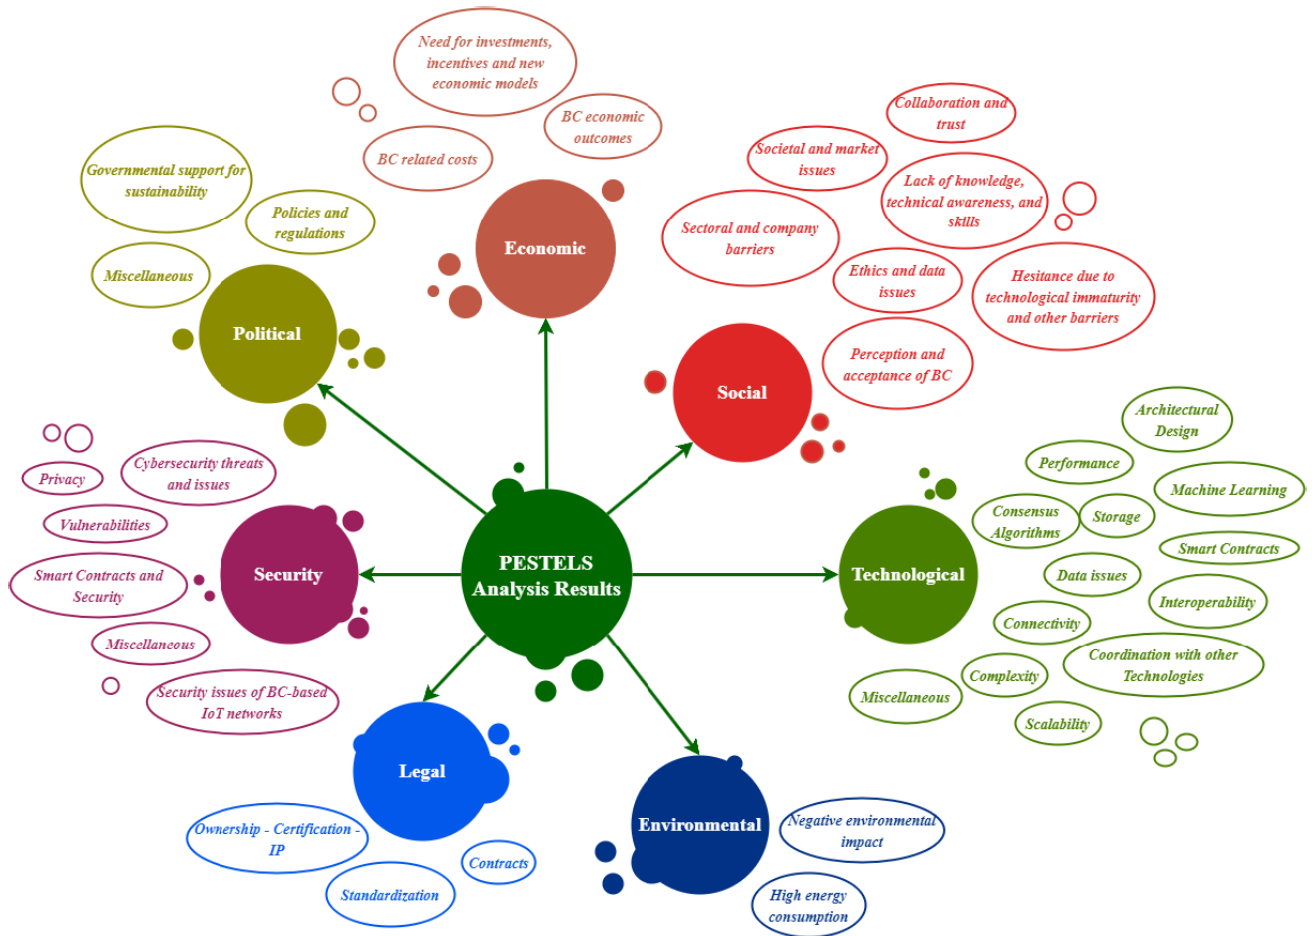 Need for investments,
incentives and new
economic models
BC economic
outcomes
BC related costs
Economic
Governmental support for
sustainability
Policies and
regulations
Miscellaneous
Political
Collaboration and
trust
Societal and market
issues
Lack of knowledge,
technical awareness, and
skills
Sectoral and company
barriers
Ethics and data
issues
Hesitance due to
technological immaturity
and other barriers
Perception and
acceptance of BC
Social
Architectural
Design
Performance
Machine Learning
Consensus
Algorithms
Storage
Smart Contracts
Data issues
Interoperability
Connectivity
Coordination with other
Technologies
Complexity
Miscellaneous
Scalability
Technological
PESTELS
Analysis Results
Cybersecurity threats
and issues
Privacy
Vulnerabilities
Smart Contracts and
Security
Miscellaneous
Security issues of BC-based
IoT networks
Security
Legal
Ownership - Certification -
IP
Contracts
Standardization
Environmental
Negative environmental
impact
High energy
consumption